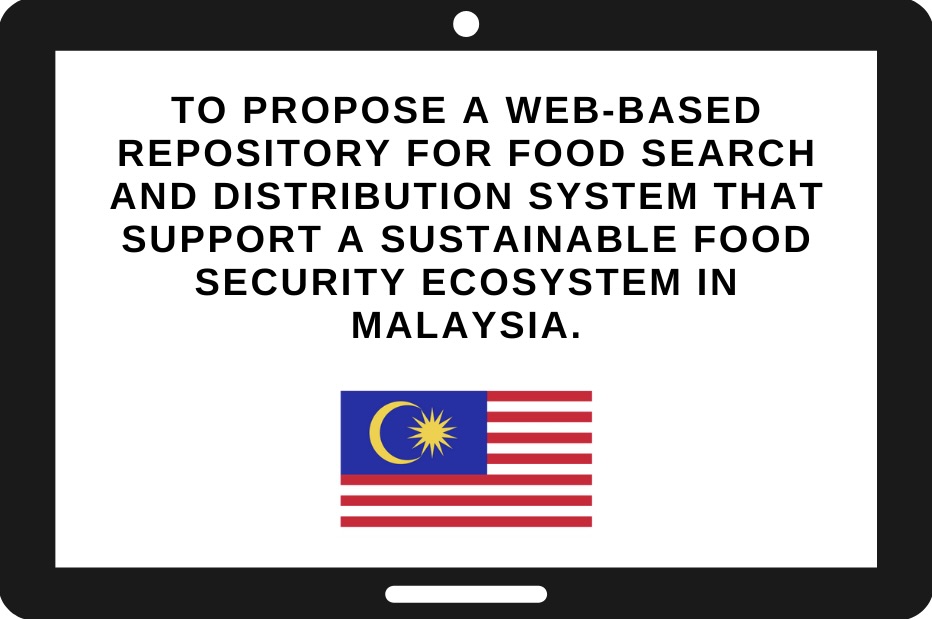 TO PROPOSE A WEB-BASED
REPOSITORY FOR FOOD SEARCH
AND DISTRIBUTION SYSTEM THAT
SUPPORT A SUSTAINABLE FOOD
SECURITY ECOSYSTEM IN
MALAYSIA.